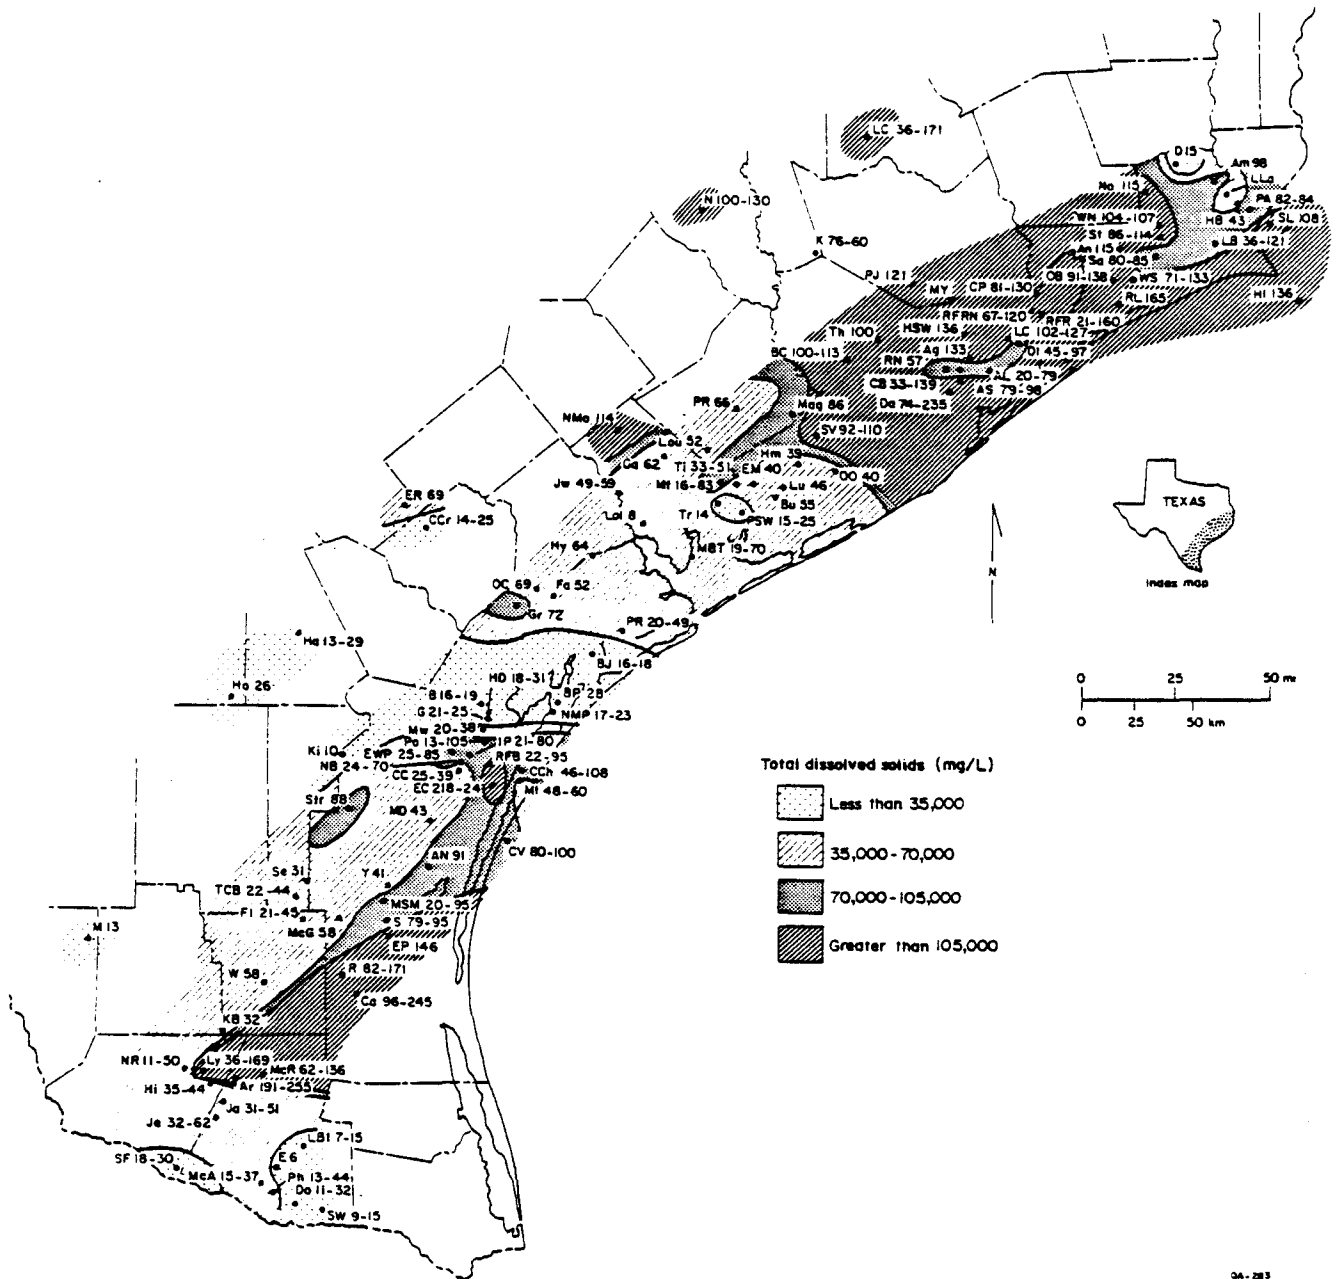 LC 36-171
D15
Am 98
LLa
N 100-130
PA 82-84
HB 43
SL 108
WN 104-107
St 86-114
LB 36-121
K 76-60
An 115
Sa 80-85
PJ 121
OB 91-138
WS 71-133
MY
CP 81-130
HI 136
RL 165
RFRN 67-120
RFR 21-160
Th 100
HSW 136
LC 102-127
BC 100-113
Ag 133
DI 45-97
RN 57
AL 20-79
CB 33-139
AS 79-98
PR 66
Da 74-235
Mag 86
NMa 114
SV 92-110
Lou 52
Hm 39
Ga 62
Ti 33-51
EM 40
OO 40
Jw 49-59
Mf 16-83
Lu 46
TEXAS
ER 69
Bu 55
CCr 14-25
Tr 14
PSW 15-25
Lol 8
MBT 19-70
Hy 64
N
Index map
OC 69
Fa 52
Gr 72
PR 20-49
Ha 13-29
BJ 16-18
HD 18-31
0 25 50 mi
Ho 26
B 16-19
BP 28
0 25 50 km
G 21-25
NMP 17-23
Mw 20-38
Po 13-105
IP 21-80
Ki 10
EWP 25-85
RFB 22-95
NB 24-70
Total dissolved solids (mg/L)
CC 25-39
CCh 46-108
EC 218-24
MI 48-60
Str 88
Less than 35,000
MD 43
CV 80-100
35,000-70,000
AN 91
Se 31
Y 41
TCB 22-44
70,000-105,000
MSM 20-95
FI 21-45
S 79-95
M 13
McG 58
EP 146
Greater than 105,000
R 82-171
W 58
Ca 96-245
KB 32
NR 11-50
Ly 36-169
McR 62-136
Hi 35-44
Ar 191-255
Ja 31-51
Je 32-62
LB1 7-15
SF 18-30
E 6
McA 15-37
Ph 13-44
Do 11-32
SW 9-15
QA-283